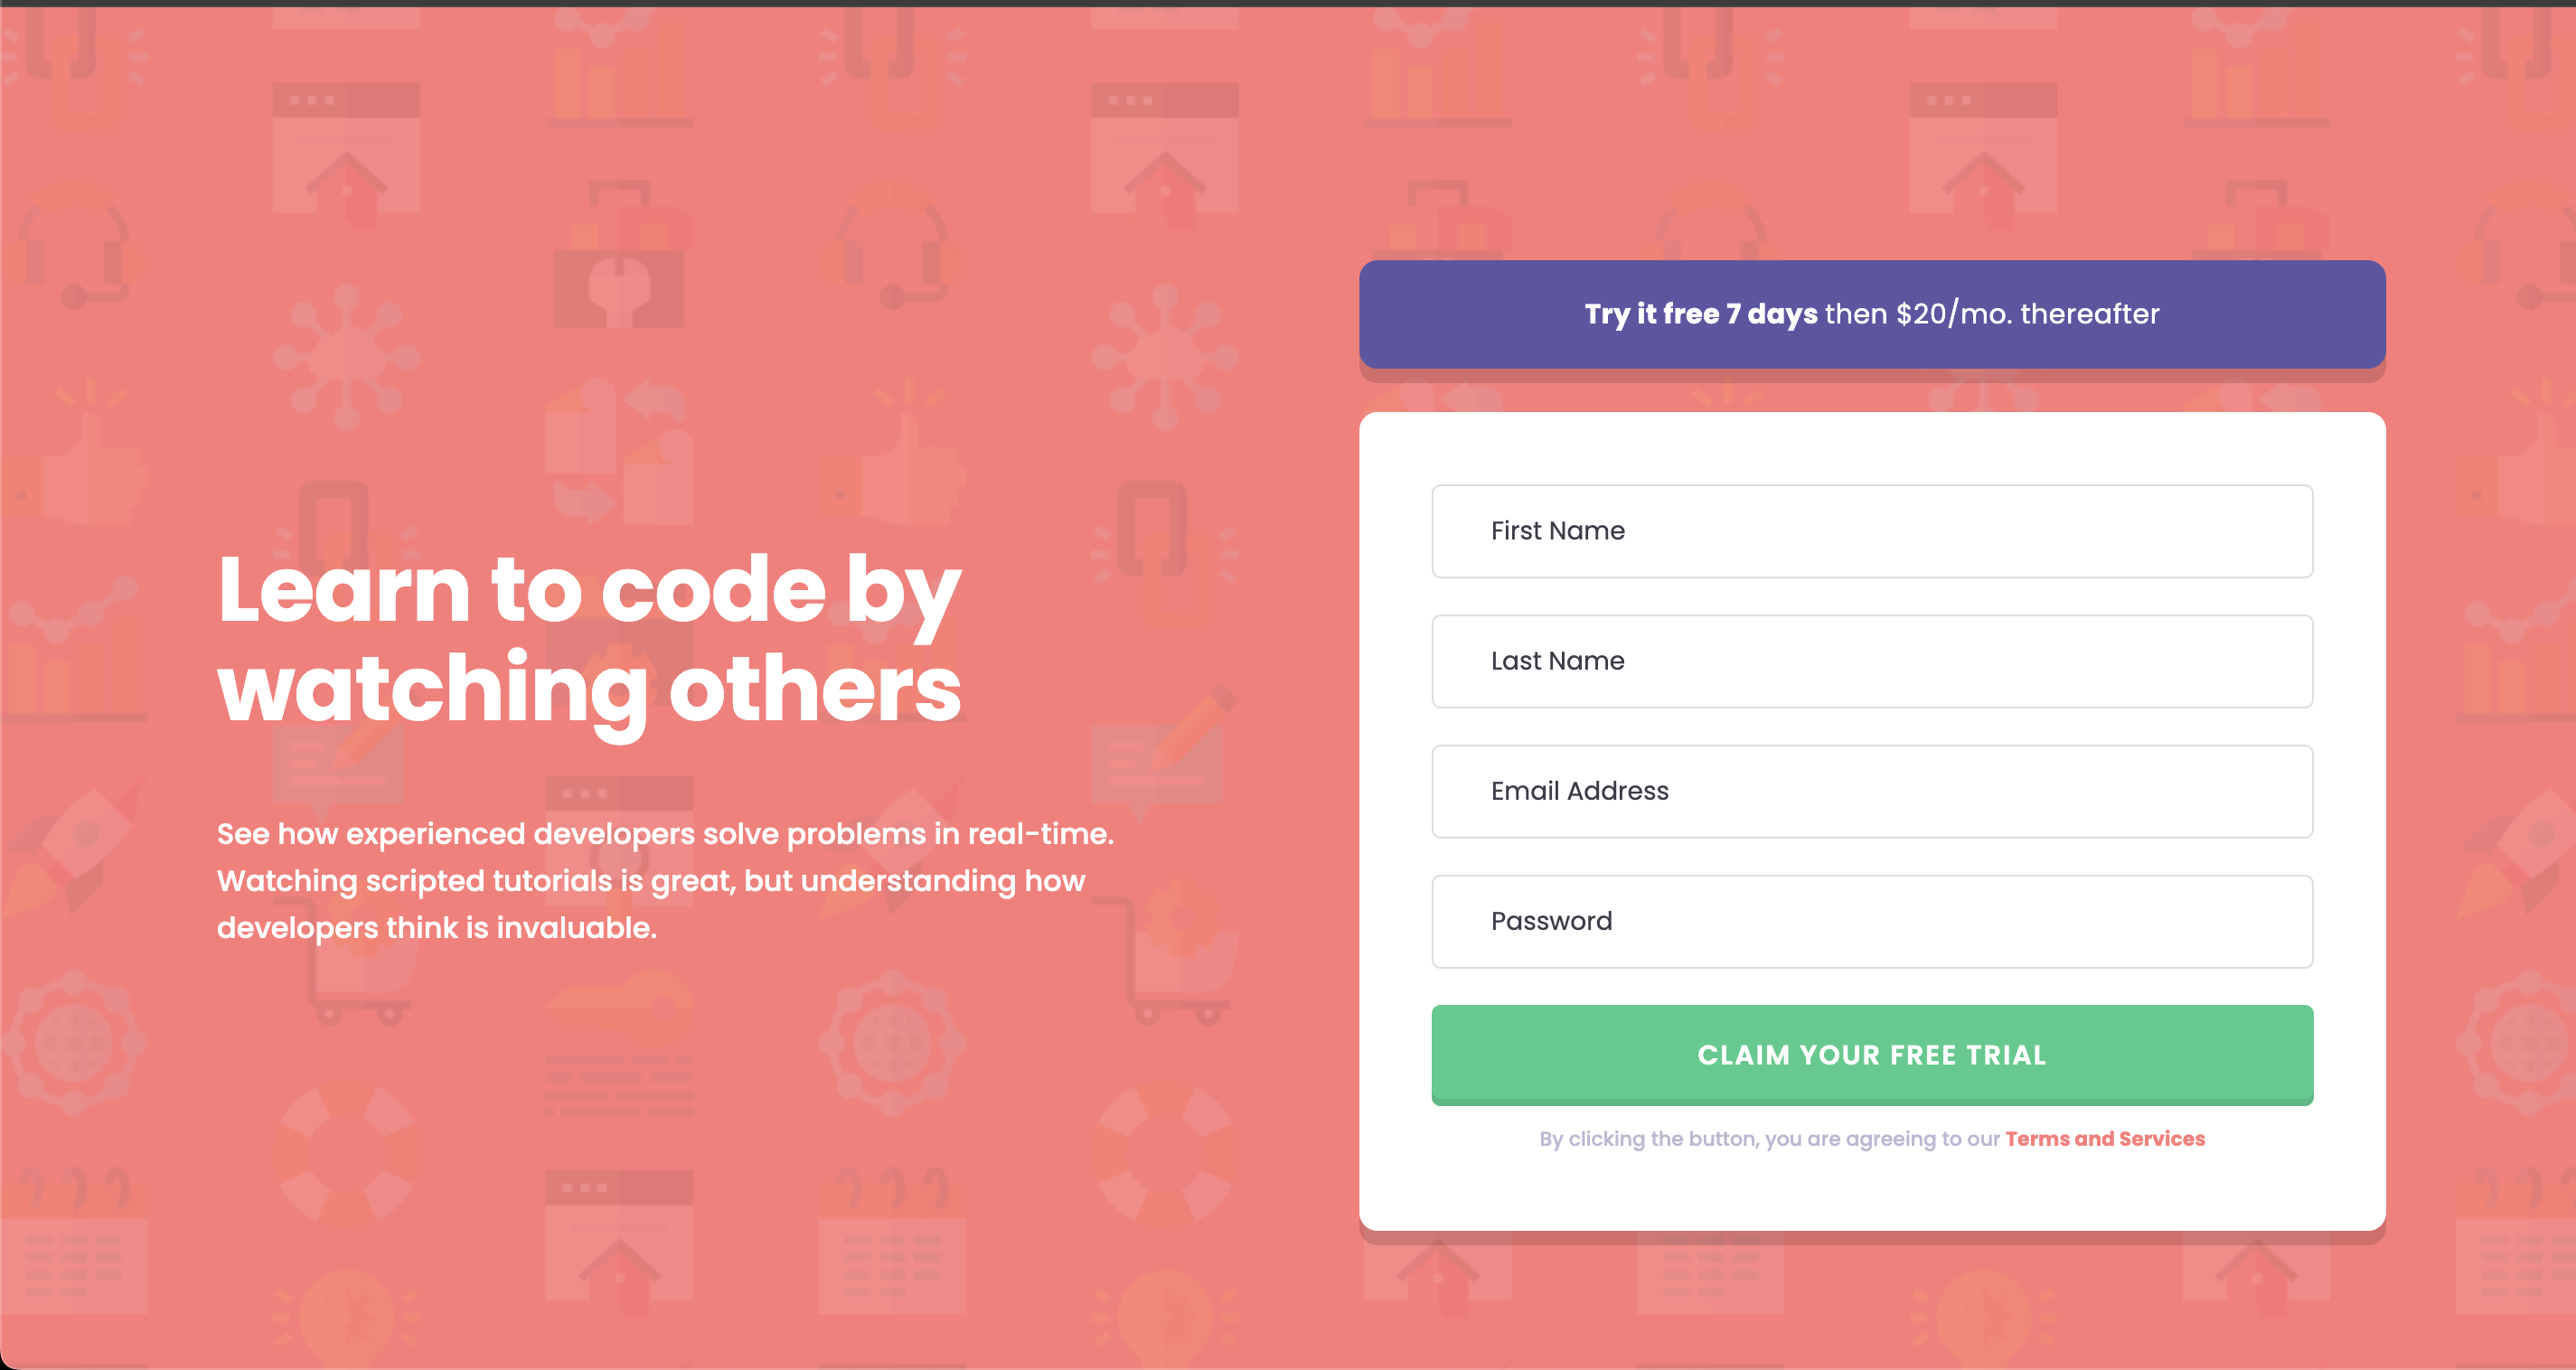 Learn to code by
watching others
See how experienced developers solve problems in real-time.
Watching scripted tutorials is great, but understanding how
developers think is invaluable.
Try it free 7 days then $20/mo. thereafter
First Name
Last Name
Email Address
Password
CLAIM YOUR FREE TRIAL
By clicking the button, you are agreeing to our Terms and Services